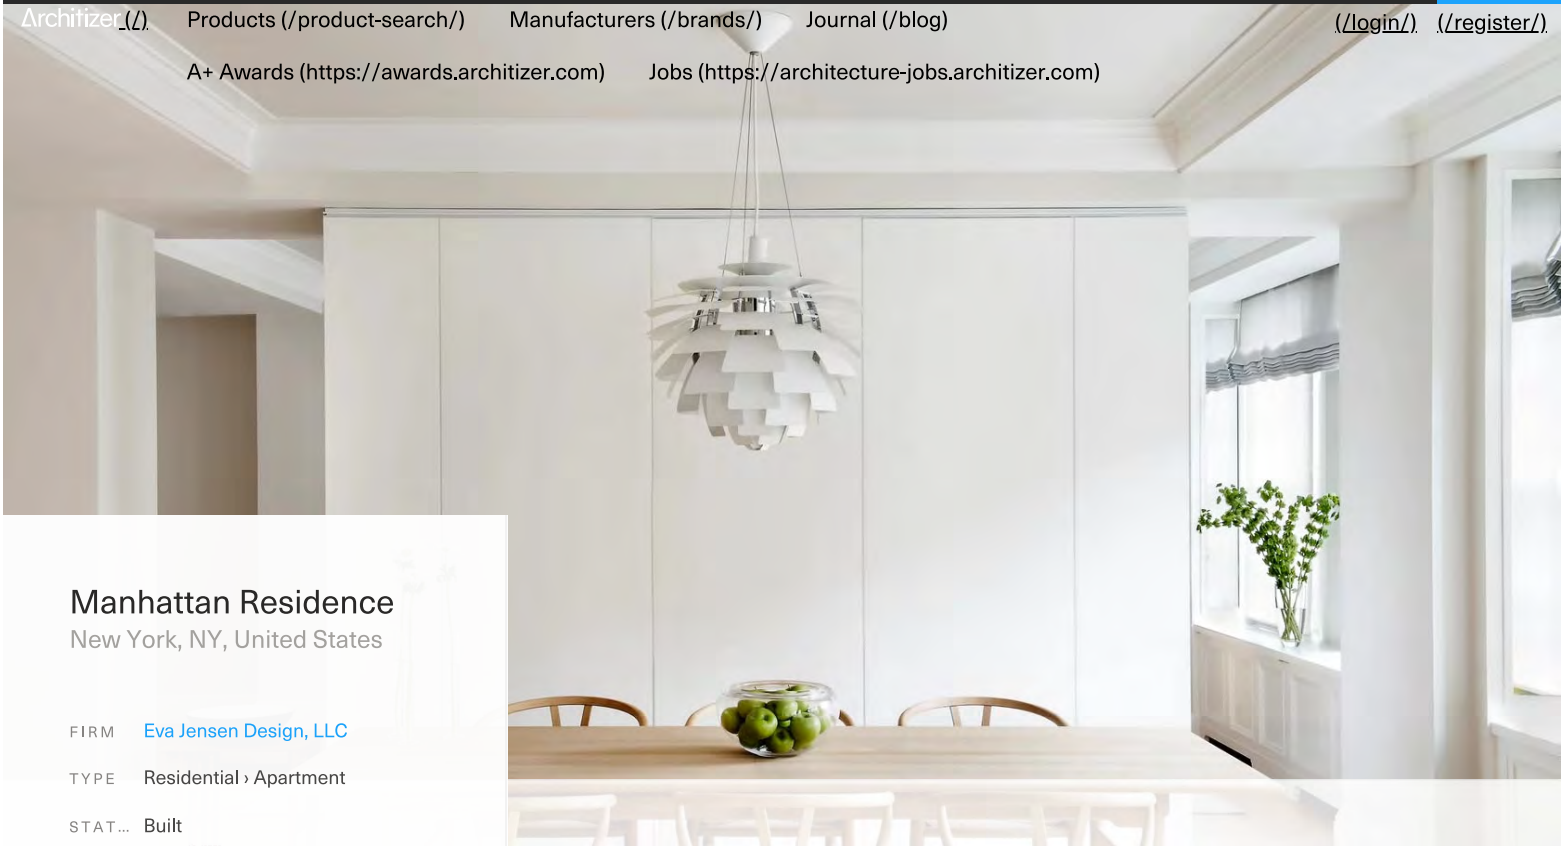 Architizer (/) Products (/product-search/) Manufacturers (/brands/) Journal (/blog) (/login/) (/register/)
A+ Awards (https://awards.architizer.com) Jobs (https://architecture-jobs.architizer.com)
Manhattan Residence
New York, NY, United States
FIRM Eva Jensen Design, LLC
TYPE Residential › Apartment
STAT... Built